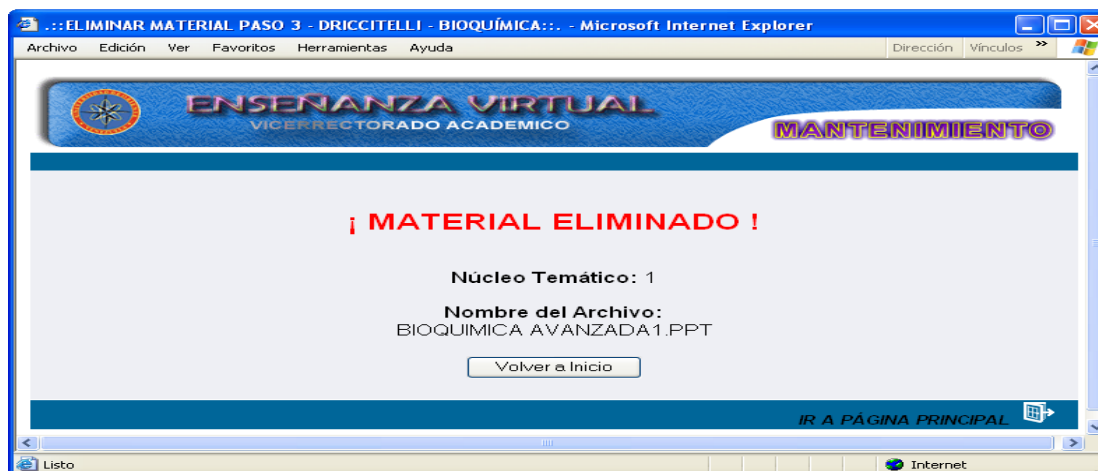 .::ELIMINAR MATERIAL PASO 3 - DRICCITELLI - BIOQUÍMICA::. - Microsoft Internet Explorer
Archivo Edición Ver Favoritos Herramientas Ayuda Dirección Vínculos »
ENSEÑANZA VIRTUAL
VICERRECTORADO ACADEMICO
MANTENIMIENTO
¡ MATERIAL ELIMINADO !
Núcleo Temático: 1
Nombre del Archivo:
BIOQUIMICA AVANZADA1.PPT
Volver a Inicio
IR A PÁGINA PRINCIPAL
Listo Internet